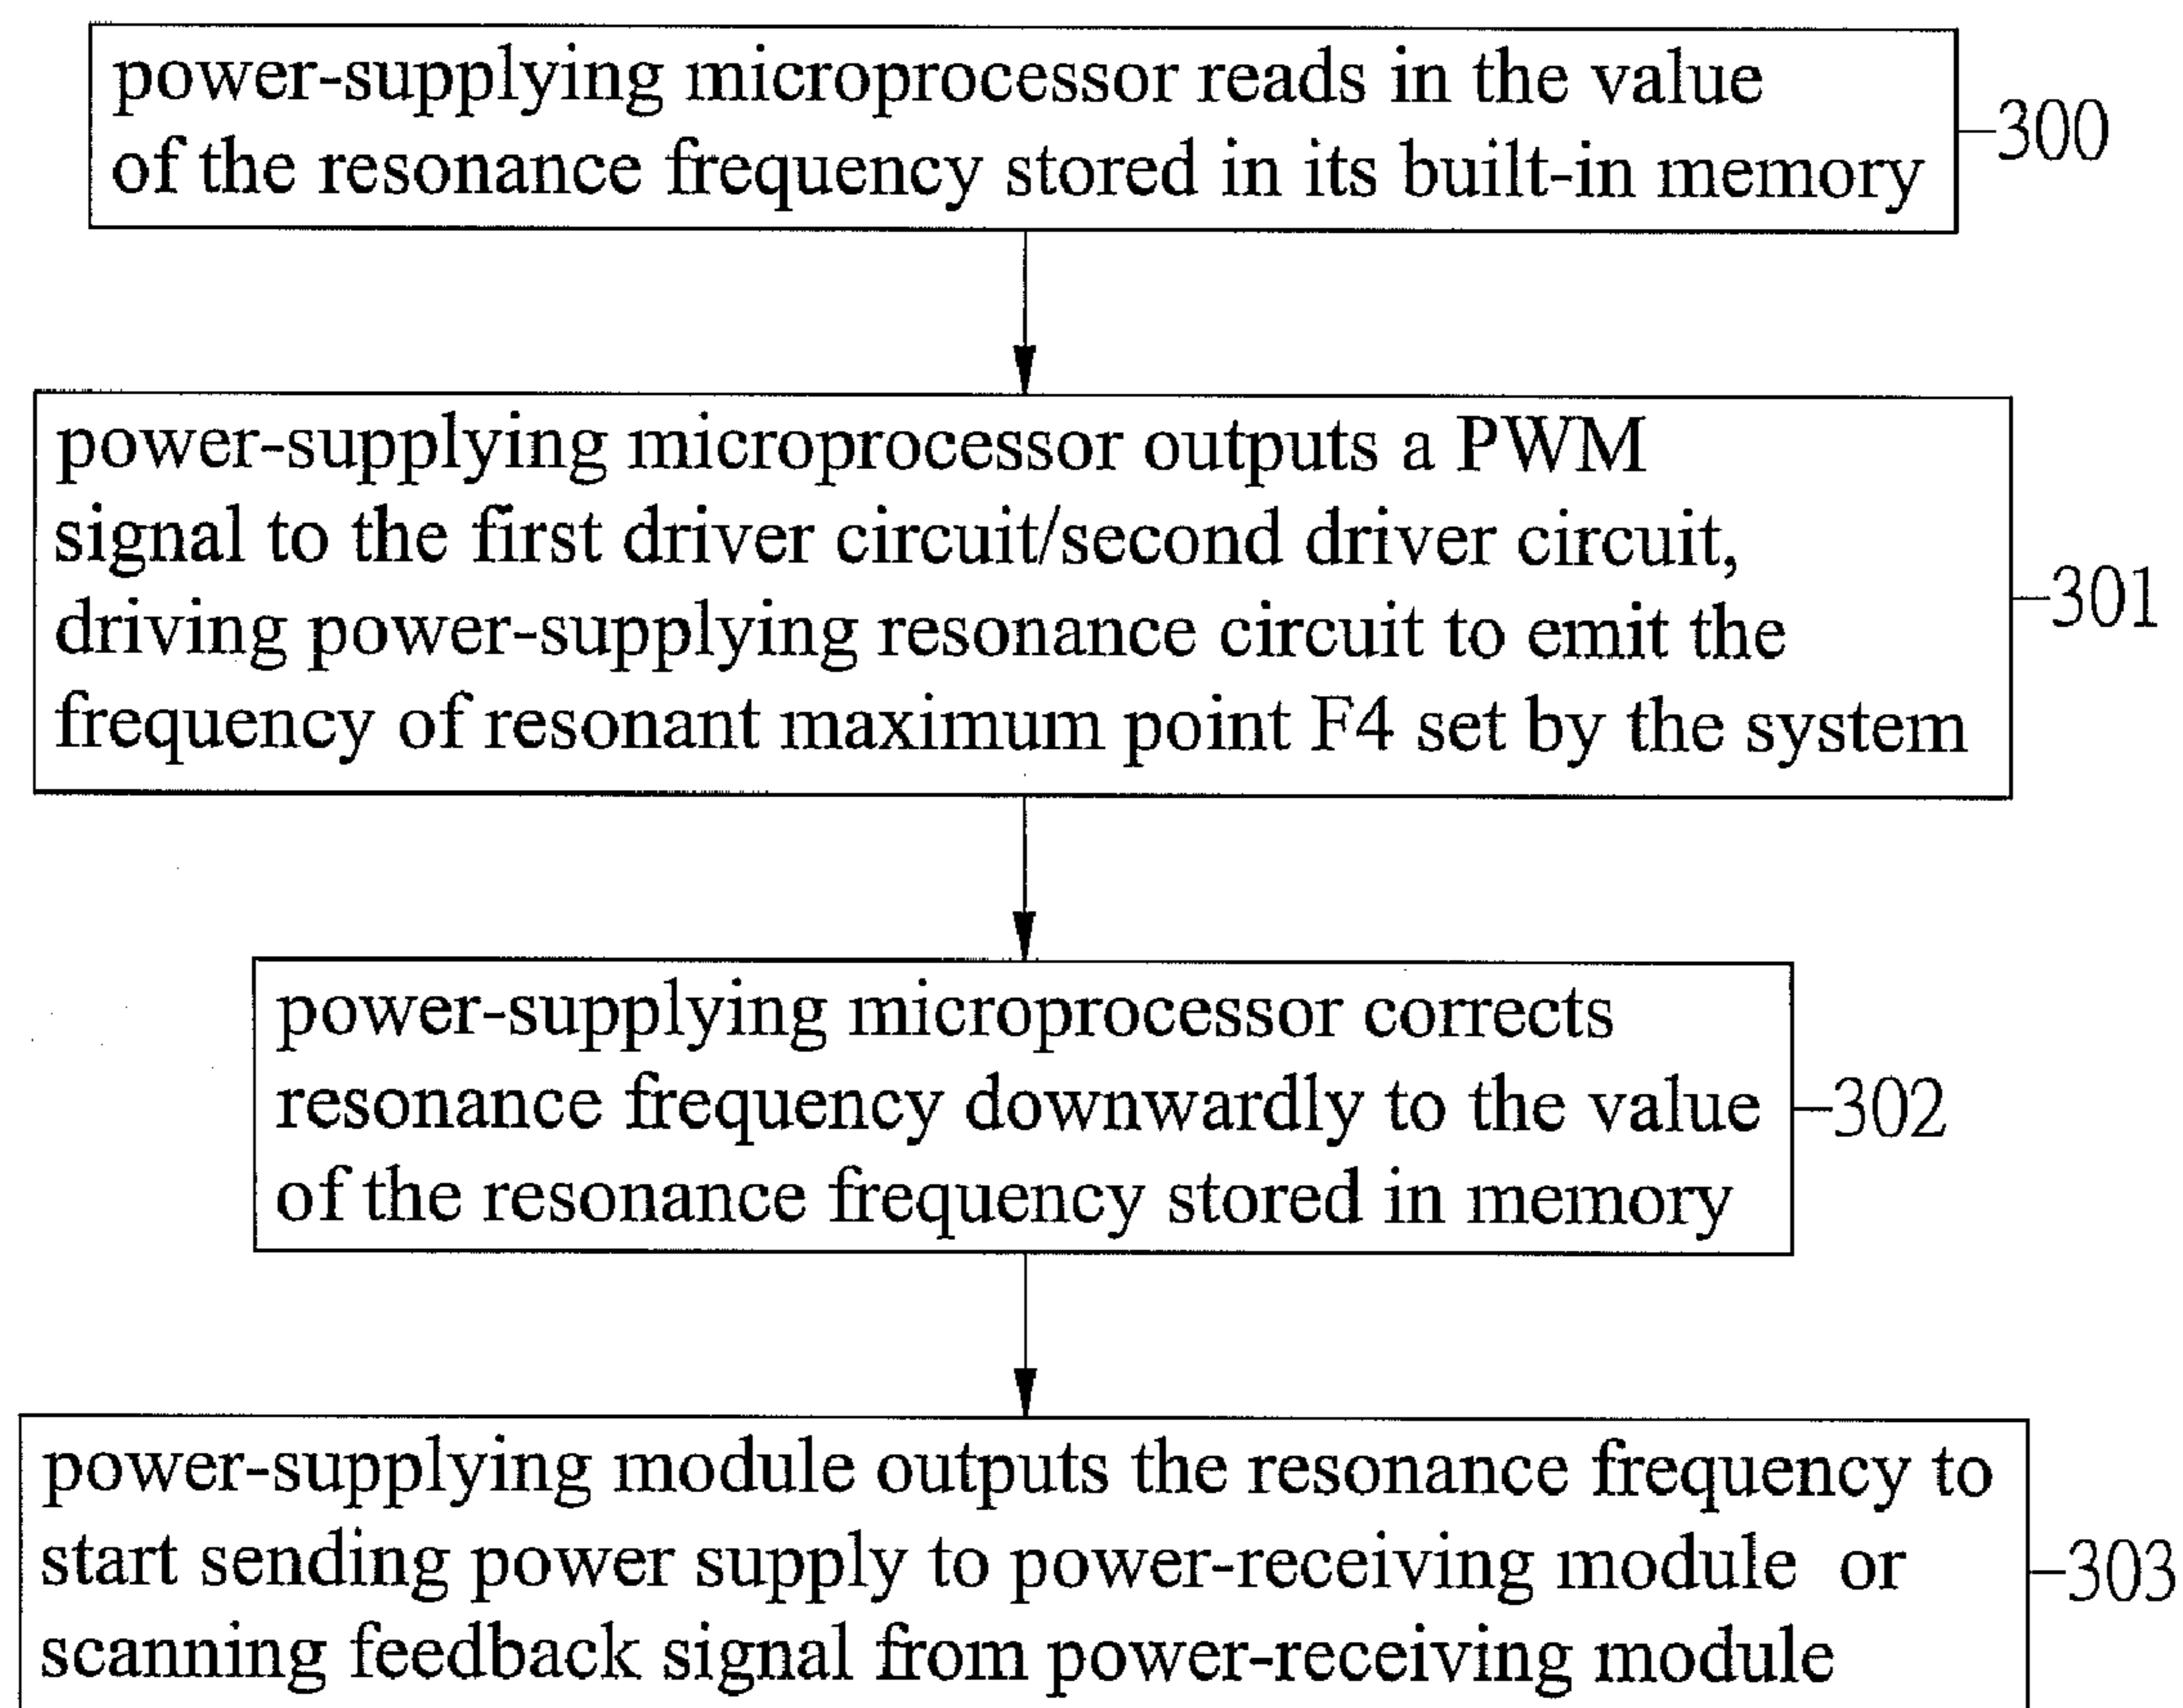 power-supplying microprocessor reads in the value
of the resonance frequency stored in its built-in memory
300
power-supplying microprocessor outputs a PWM
signal to the first driver circuit/second driver circuit,
driving power-supplying resonance circuit to emit the
frequency of resonant maximum point F4 set by the system
301
power-supplying microprocessor corrects
resonance frequency downwardly to the value
of the resonance frequency stored in memory
302
power-supplying module outputs the resonance frequency to
start sending power supply to power-receiving module or
scanning feedback signal from power-receiving module
303